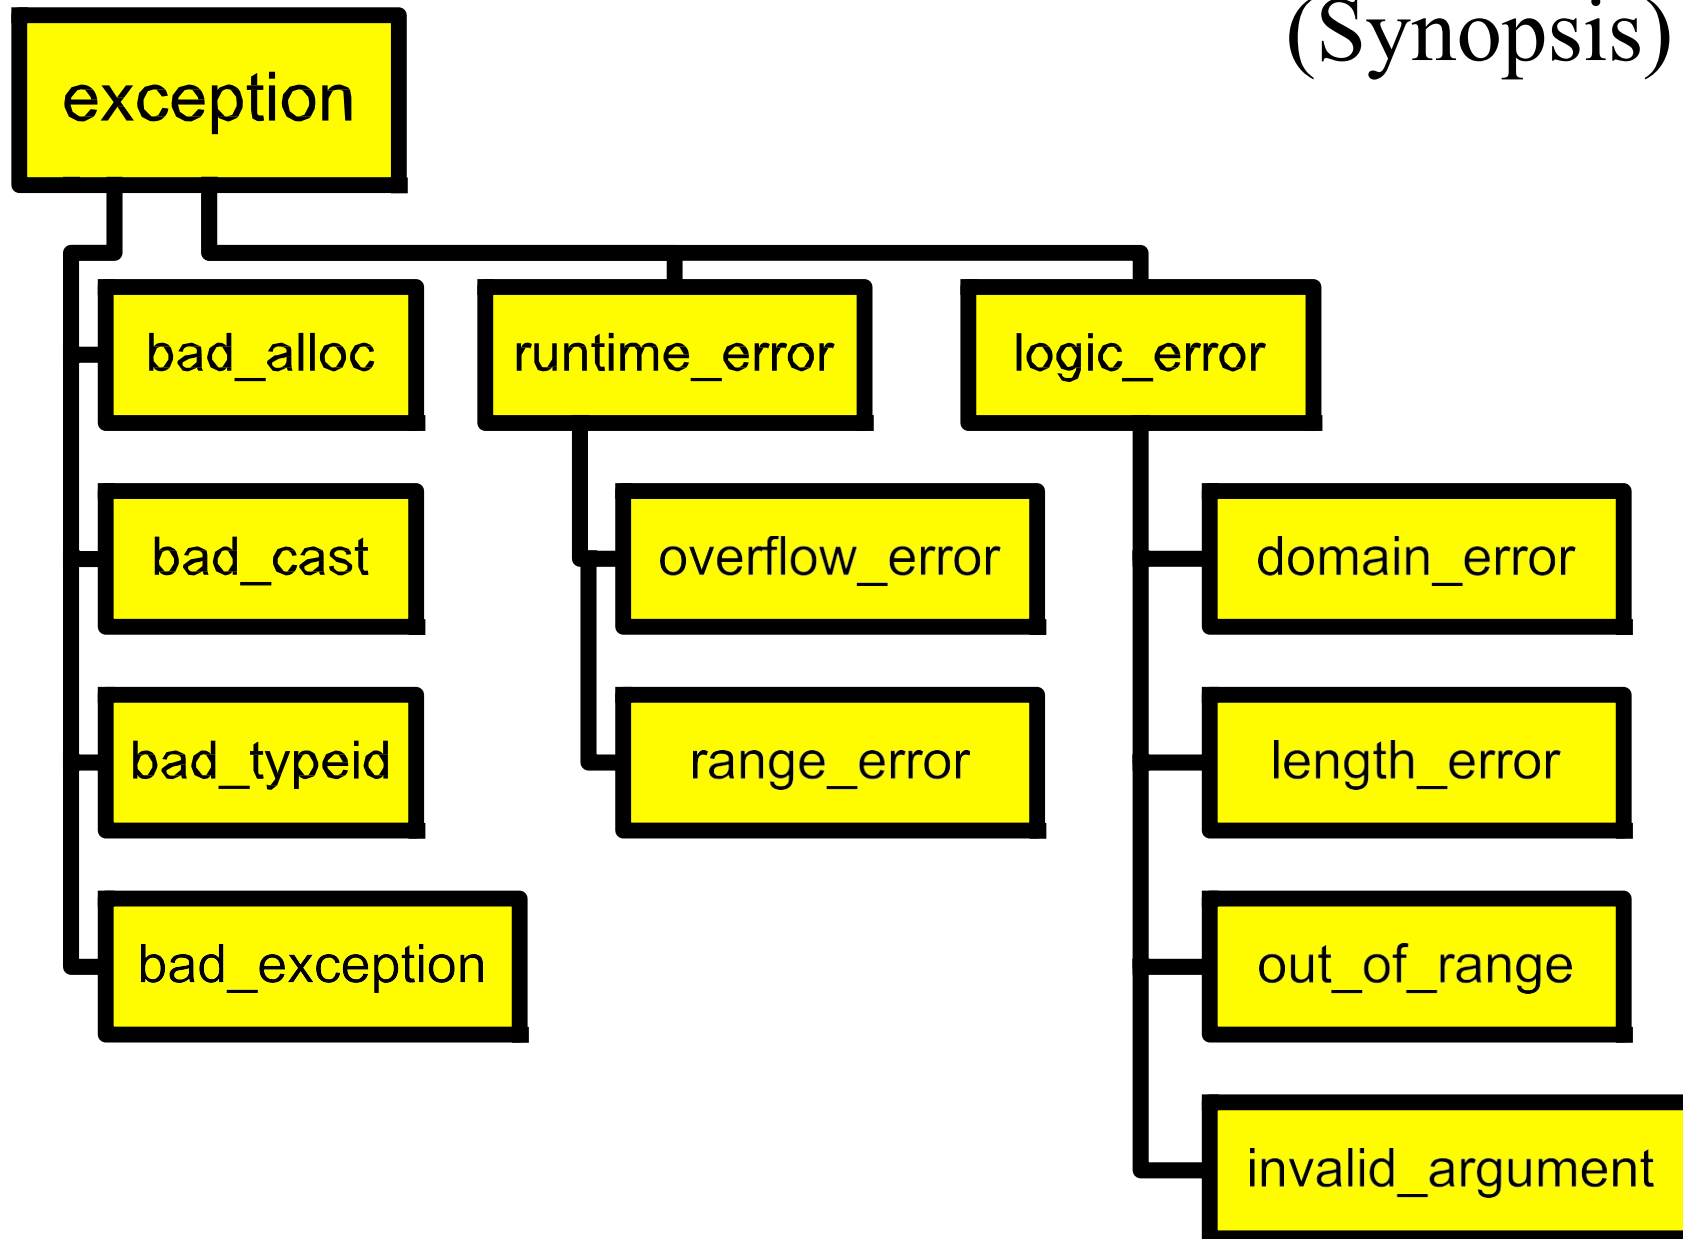 (Synopsis)
exception
bad_alloc
runtime_error
logic_error
bad_cast
overflow_error
domain_error
bad_typeid
range_error
length_error
bad_exception
out_of_range
invalid_argument